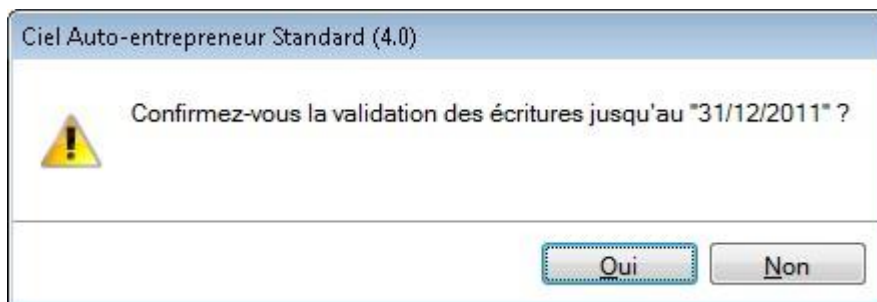 Ciel Auto-entrepreneur Standard (4.0)
Confirmez-vous la validation des écritures jusqu'au "31/12/2011" ?
Oui
Non